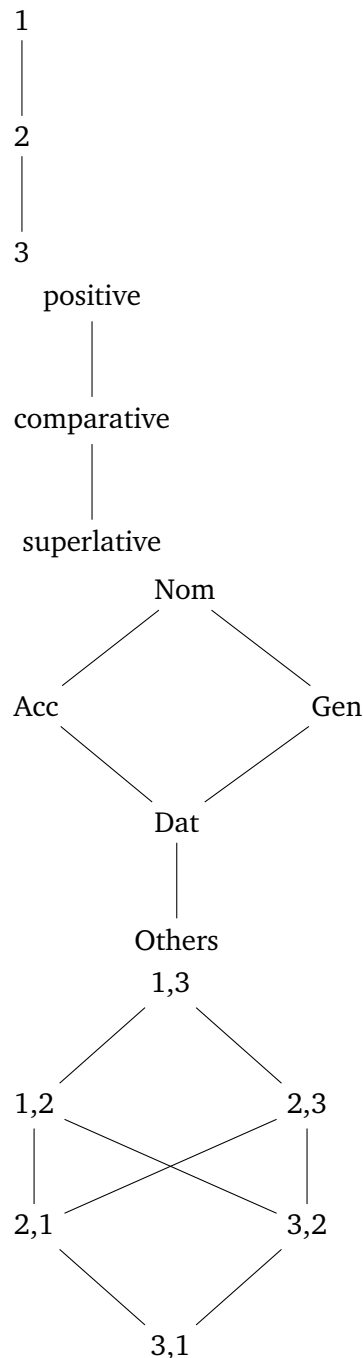 1
2
3
positive
comparative
superlative
Nom
Acc Gen
Dat
Others
1,3
1,2 2,3
2,1 3,2
3,1